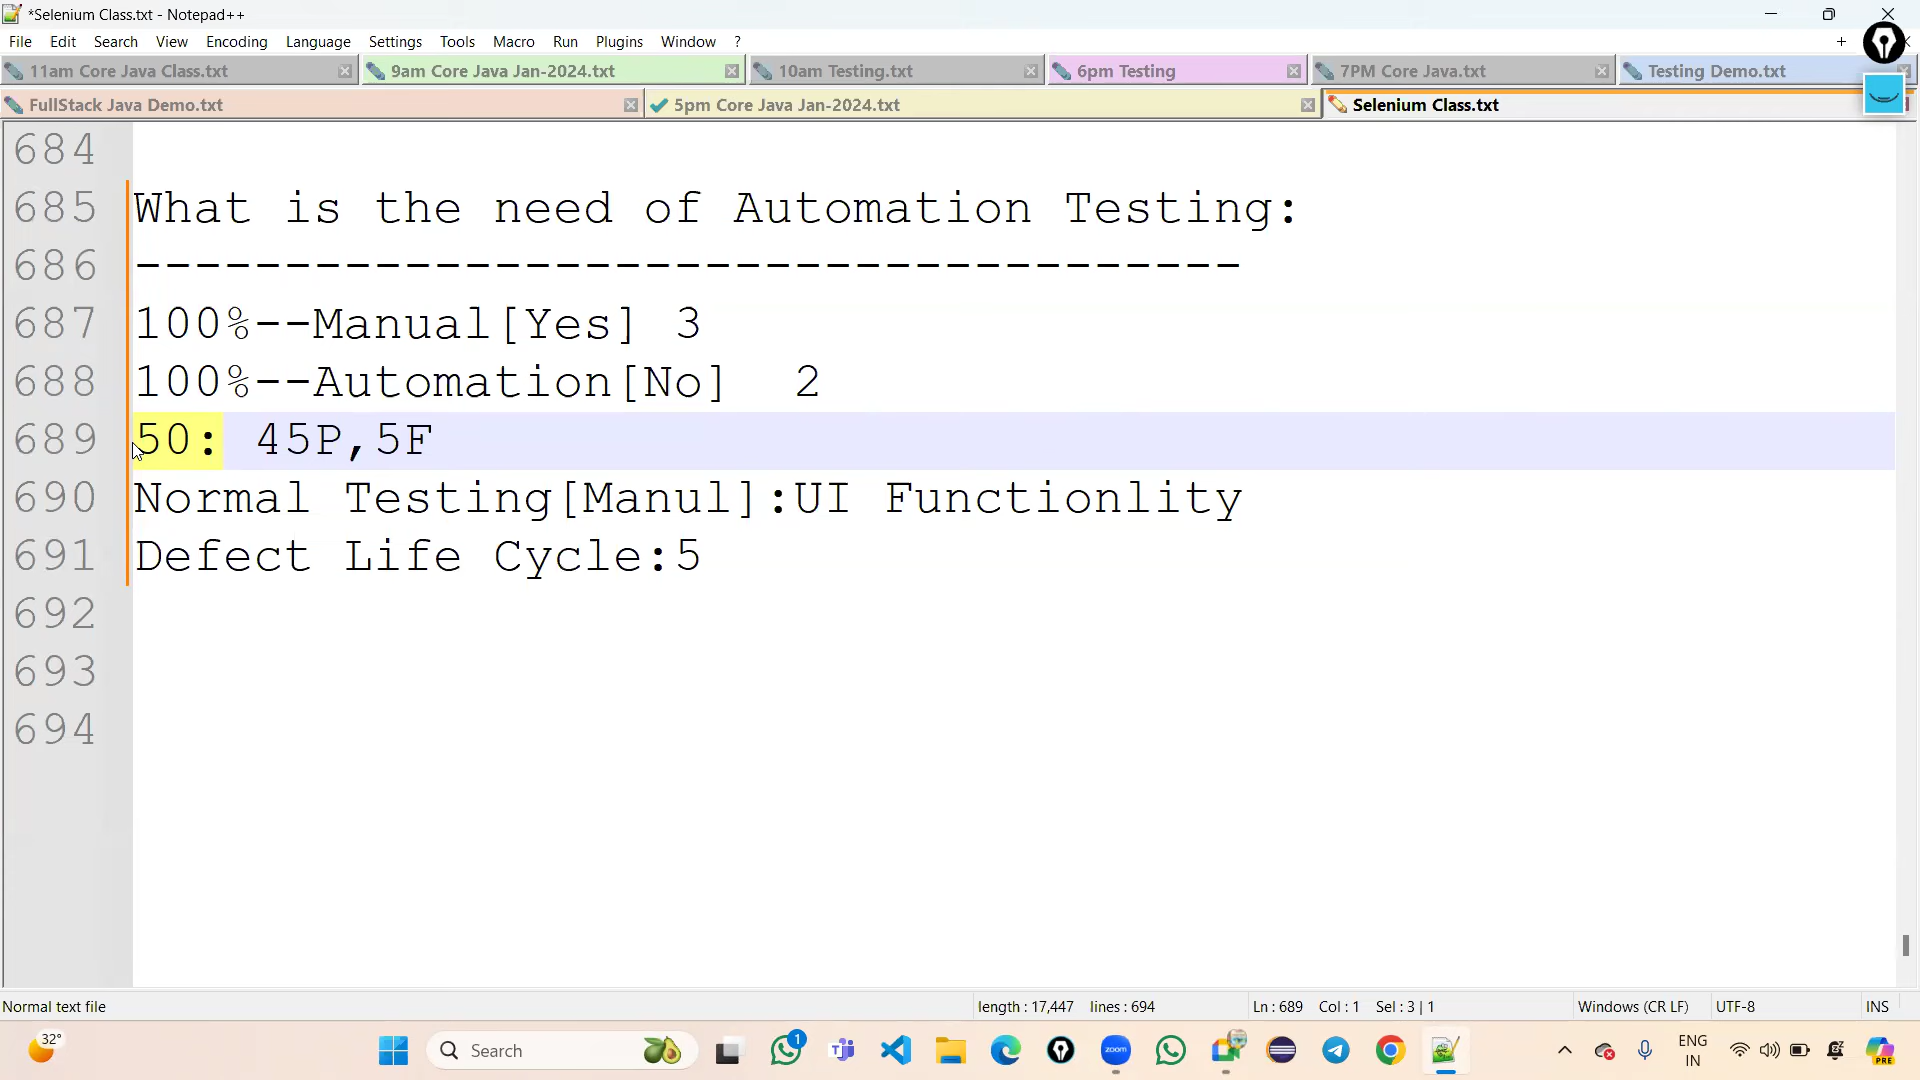 *Selenium Class.txt - Notepad++
File Edit Search View Encoding Language Settings Tools Macro Run Plugins Window ?
11am Core Java Class.txt 9am Core Java Jan-2024.txt 10am Testing.txt 6pm Testing 7PM Core Java.txt Testing Demo.txt
FullStack Java Demo.txt 5pm Core Java Jan-2024.txt Selenium Class.txt
684
685 What is the need of Automation Testing:
686 -------------------------------------
687 100%--Manual[Yes] 3
688 100%--Automation[No] 2
689 50: 45P,5F
690 Normal Testing[Manul]:UI Functionlity
691 Defect Life Cycle:5
692
693
694
Normal text file length : 17,447 lines : 694 Ln : 689 Col : 1 Sel : 3 | 1 Windows (CR LF) UTF-8 INS
32° Search 1 zoom ENG PRE
IN